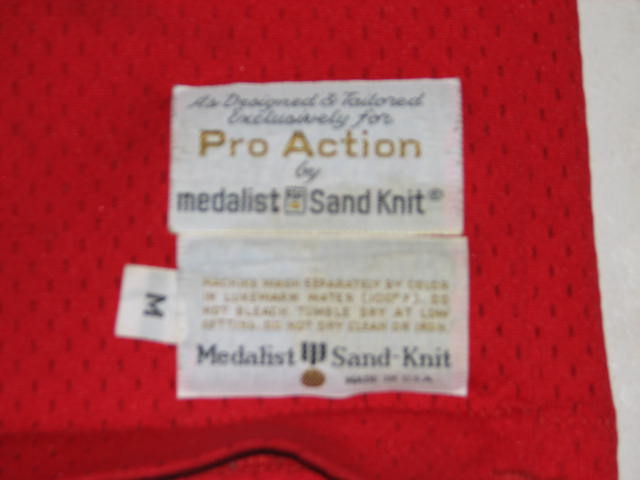 As Designed & Tailored
Exclusively for
Pro Action
by
medalist Sand Knit®
MACHINE WASH SEPARATELY BY COLOR
IN LUKEWARM WATER (100°F). DO
NOT BLEACH. TUMBLE DRY AT LOW
SETTING. DO NOT DRY CLEAN OR IRON.
M
Medalist Sand-Knit
MADE IN U.S.A.